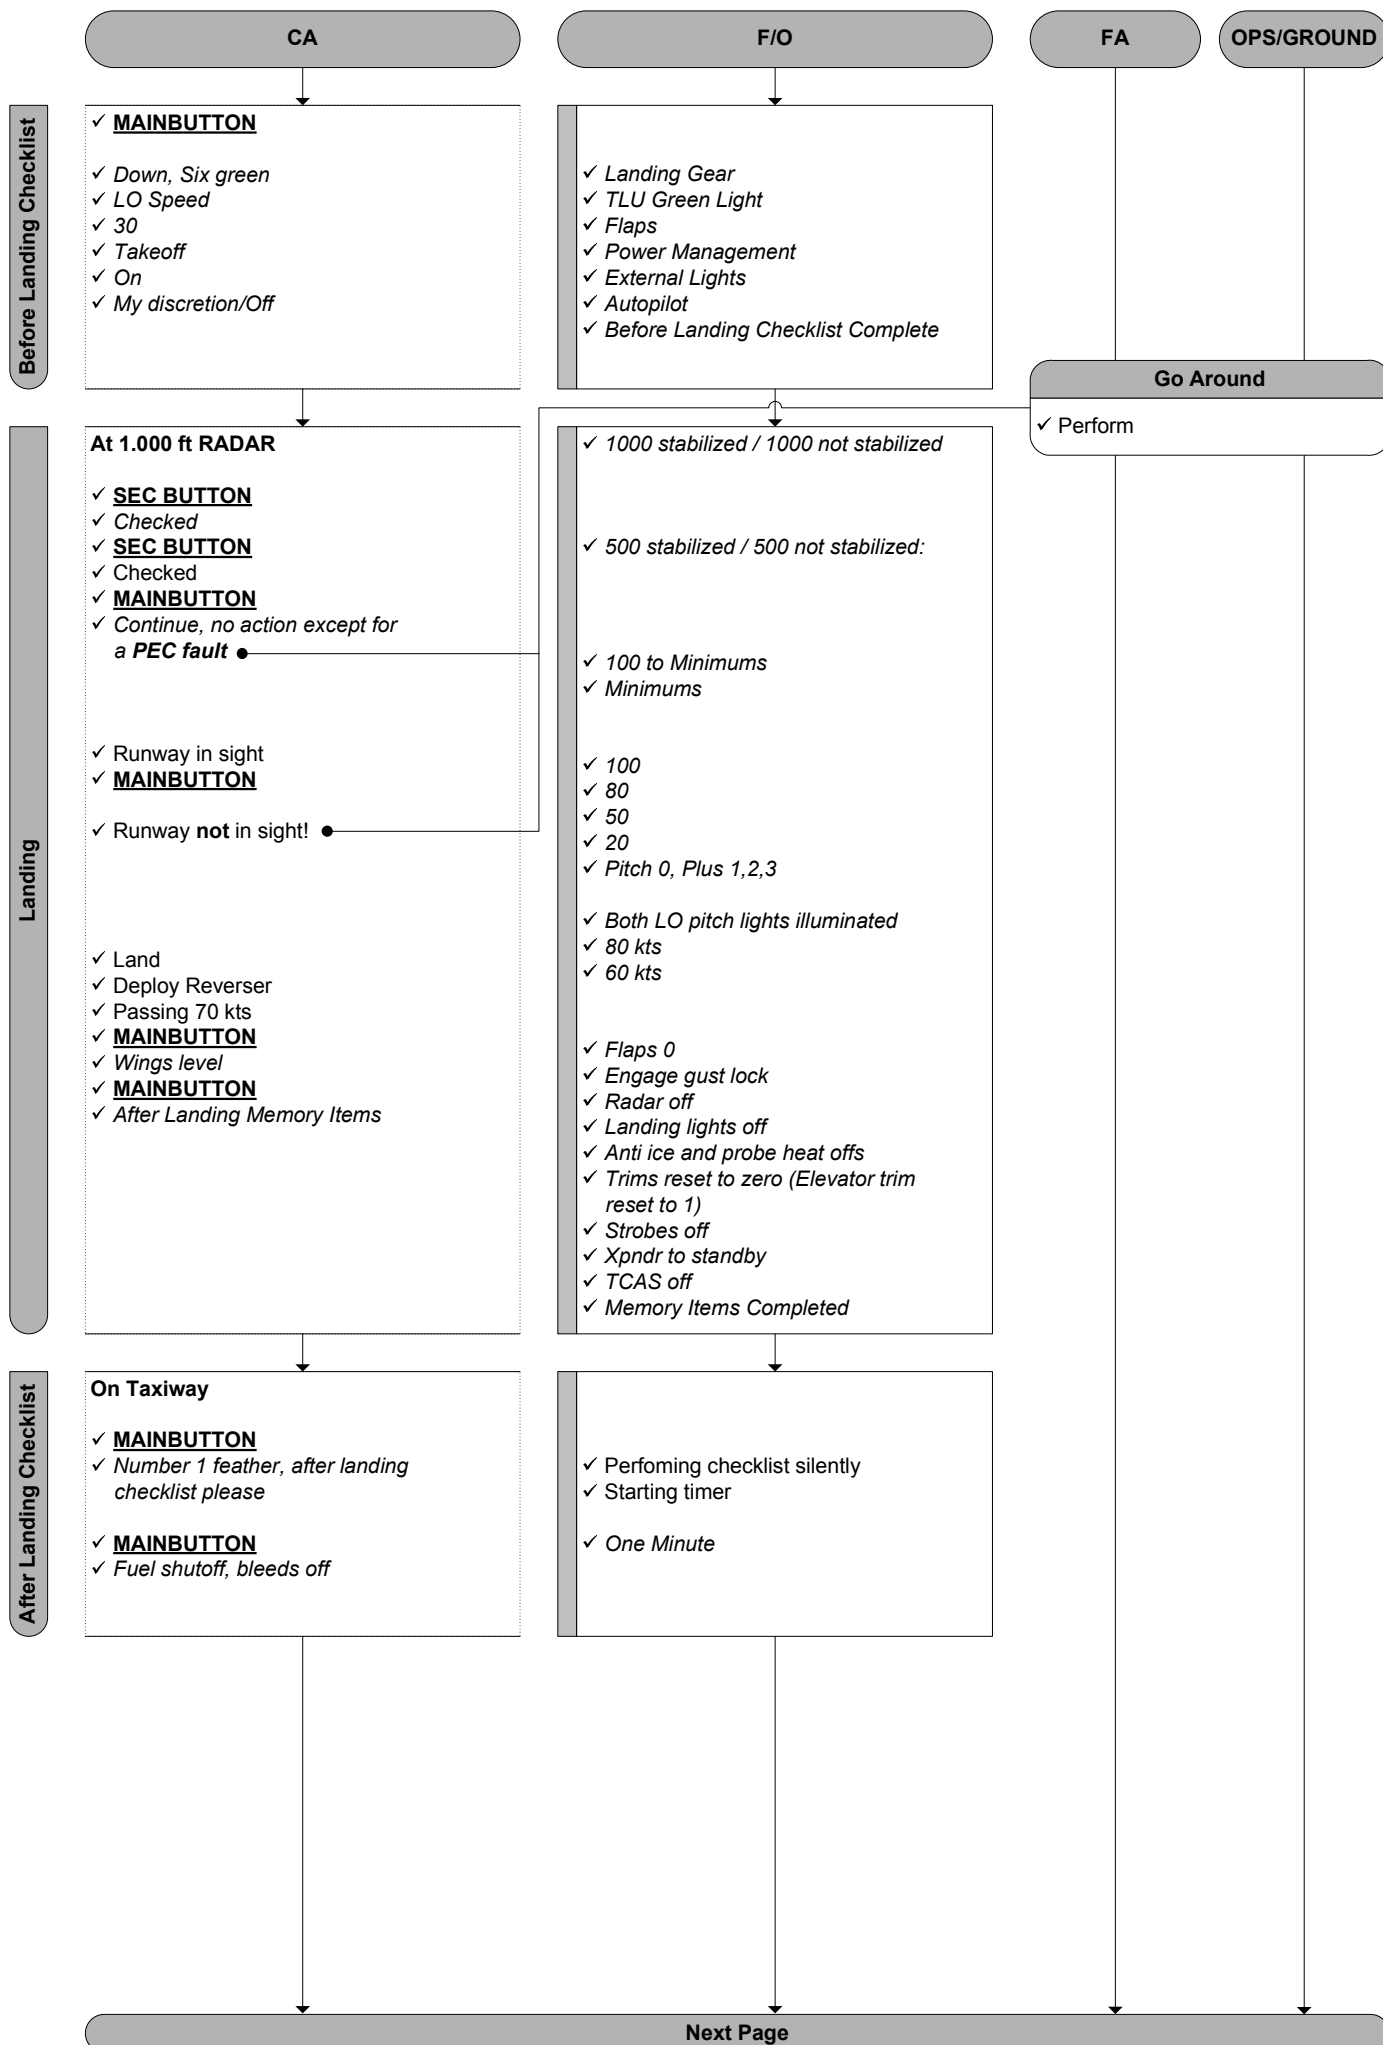 CA
F/O
FA
OPS/GROUND
Before Landing Checklist
✓ MAINBUTTON
✓ Down, Six green
✓ LO Speed
✓ 30
✓ Takeoff
✓ On
✓ My discretion/Off
✓ Landing Gear
✓ TLU Green Light
✓ Flaps
✓ Power Management
✓ External Lights
✓ Autopilot
✓ Before Landing Checklist Complete
Go Around
✓ Perform
Landing
At 1.000 ft RADAR
✓ SEC BUTTON
✓ Checked
✓ SEC BUTTON
✓ Checked
✓ MAINBUTTON
✓ Continue, no action except for
a PEC fault
✓ Runway in sight
✓ MAINBUTTON
✓ Runway not in sight!
✓ Land
✓ Deploy Reverser
✓ Passing 70 kts
✓ MAINBUTTON
✓ Wings level
✓ MAINBUTTON
✓ After Landing Memory Items
✓ 1000 stabilized / 1000 not stabilized
✓ 500 stabilized / 500 not stabilized:
✓ 100 to Minimums
✓ Minimums
✓ 100
✓ 80
✓ 50
✓ 20
✓ Pitch 0, Plus 1,2,3
✓ Both LO pitch lights illuminated
✓ 80 kts
✓ 60 kts
✓ Flaps 0
✓ Engage gust lock
✓ Radar off
✓ Landing lights off
✓ Anti ice and probe heat offs
✓ Trims reset to zero (Elevator trim
reset to 1)
✓ Strobes off
✓ Xpndr to standby
✓ TCAS off
✓ Memory Items Completed
After Landing Checklist
On Taxiway
✓ MAINBUTTON
✓ Number 1 feather, after landing
checklist please
✓ MAINBUTTON
✓ Fuel shutoff, bleeds off
✓ Perfoming checklist silently
✓ Starting timer
✓ One Minute
Next Page